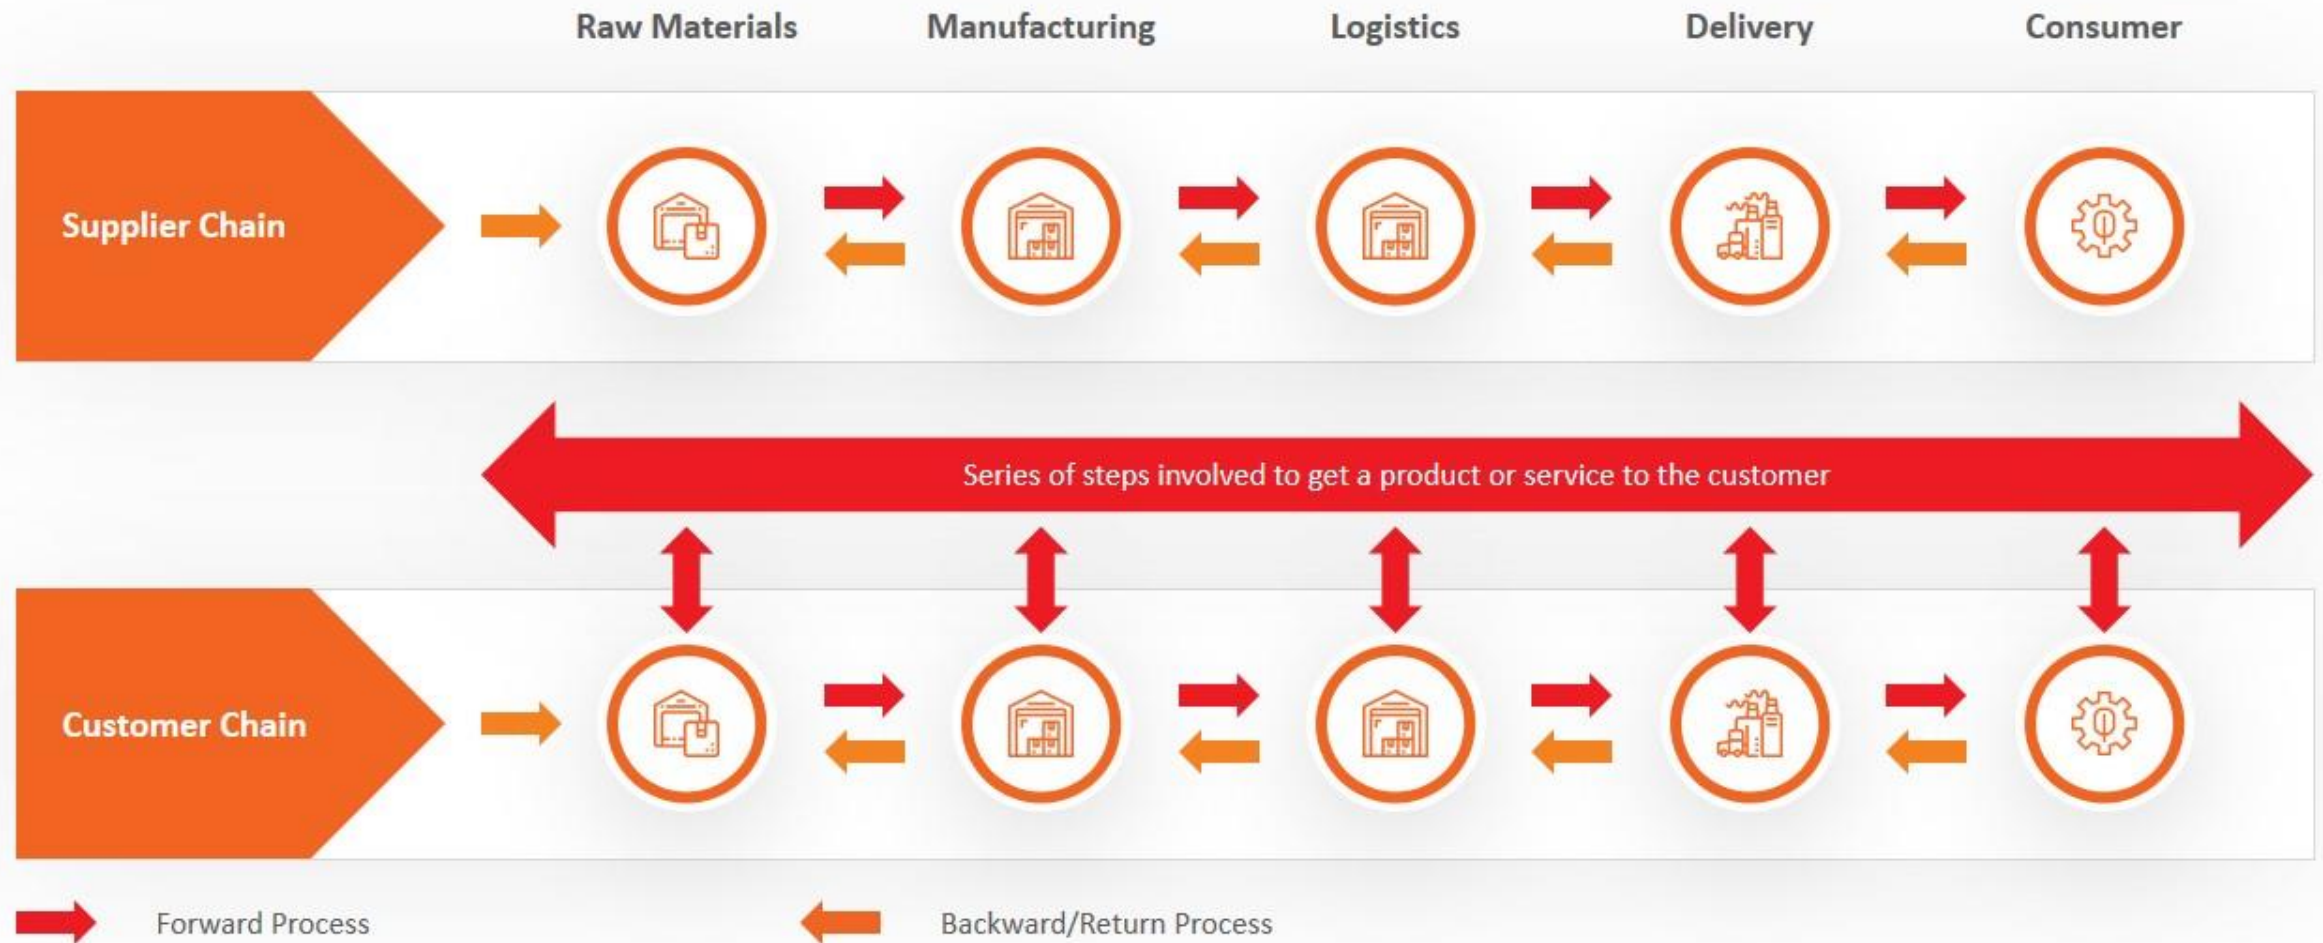 Raw Materials
Manufacturing
Logistics
Delivery
Consumer
Supplier Chain
Series of steps involved to get a product or service to the customer
Customer Chain
Forward Process
Backward/Return Process